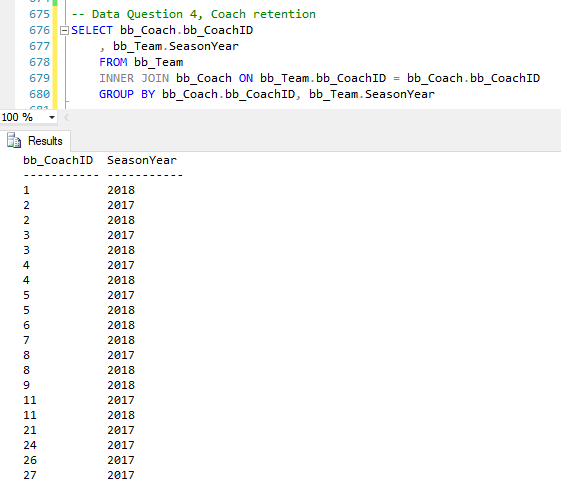 675 -- Data Question 4, Coach retention
676 SELECT bb_Coach.bb_CoachID
677 , bb_Team.SeasonYear
678 FROM bb_Team
679 INNER JOIN bb_Coach ON bb_Team.bb_CoachID = bb_Coach.bb_CoachID
680 GROUP BY bb_Coach.bb_CoachID, bb_Team.SeasonYear
100 %
Results
bb_CoachID SeasonYear
----------- -----------
1 2018
2 2017
2 2018
3 2017
3 2018
4 2017
4 2018
5 2017
5 2018
6 2018
7 2018
8 2017
8 2018
9 2018
11 2017
11 2018
21 2017
24 2017
26 2017
27 2017